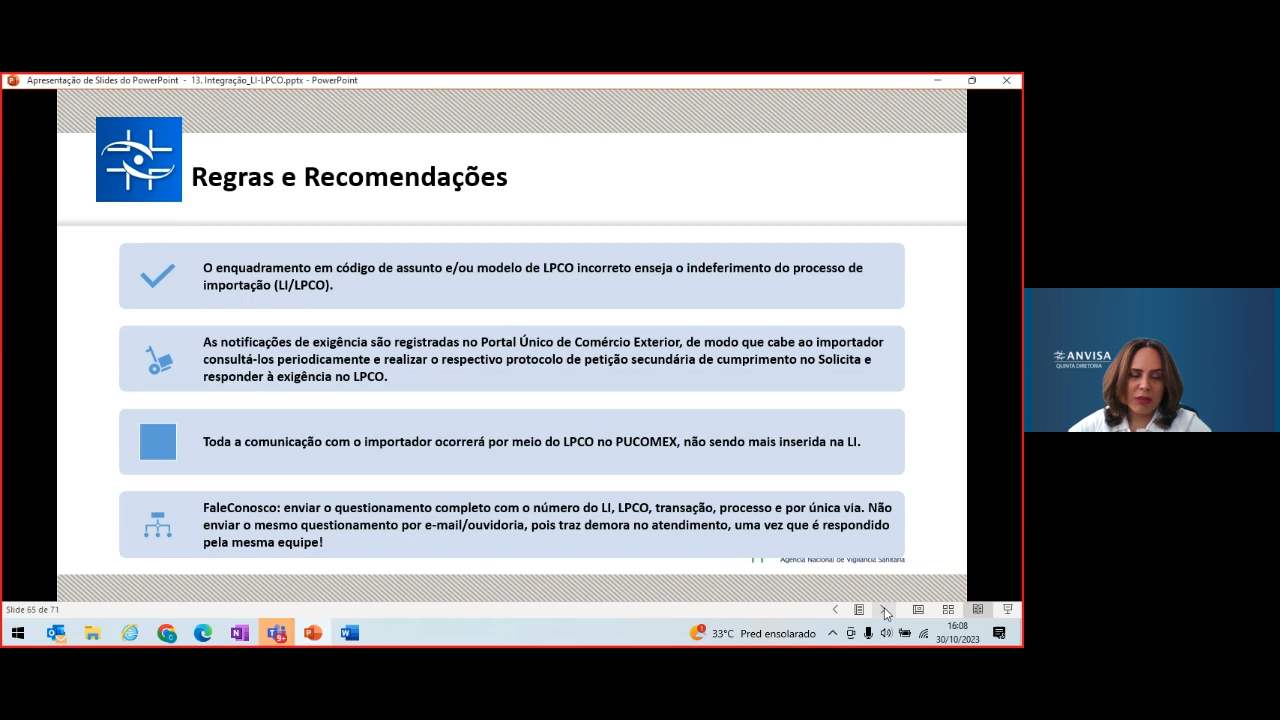 Apresentação de Slides do PowerPoint - 13. Integração_LI-LPCO.pptx - PowerPoint
Regras e Recomendações
O enquadramento em código de assunto e/ou modelo de LPCO incorreto enseja o indeferimento do processo de
importação (LI/LPCO).
As notificações de exigência são registradas no Portal Único de Comércio Exterior, de modo que cabe ao importador
consultá-los periodicamente e realizar o respectivo protocolo de petição secundária de cumprimento no Solicita e
responder à exigência no LPCO.
Toda a comunicação com o importador ocorrerá por meio do LPCO no PUCOMEX, não sendo mais inserida na LI.
FaleConosco: enviar o questionamento completo com o número do LI, LPCO, transação, processo e por única via. Não
enviar o mesmo questionamento por e-mail/ouvidoria, pois traz demora no atendimento, uma vez que é respondido
pela mesma equipe!
Agência Nacional de Vigilância Sanitária
ANVISA
QUINTA DIRETORIA
Slide 65 de 71
9+
1
33°C Pred ensolarado
16:08
30/10/2023